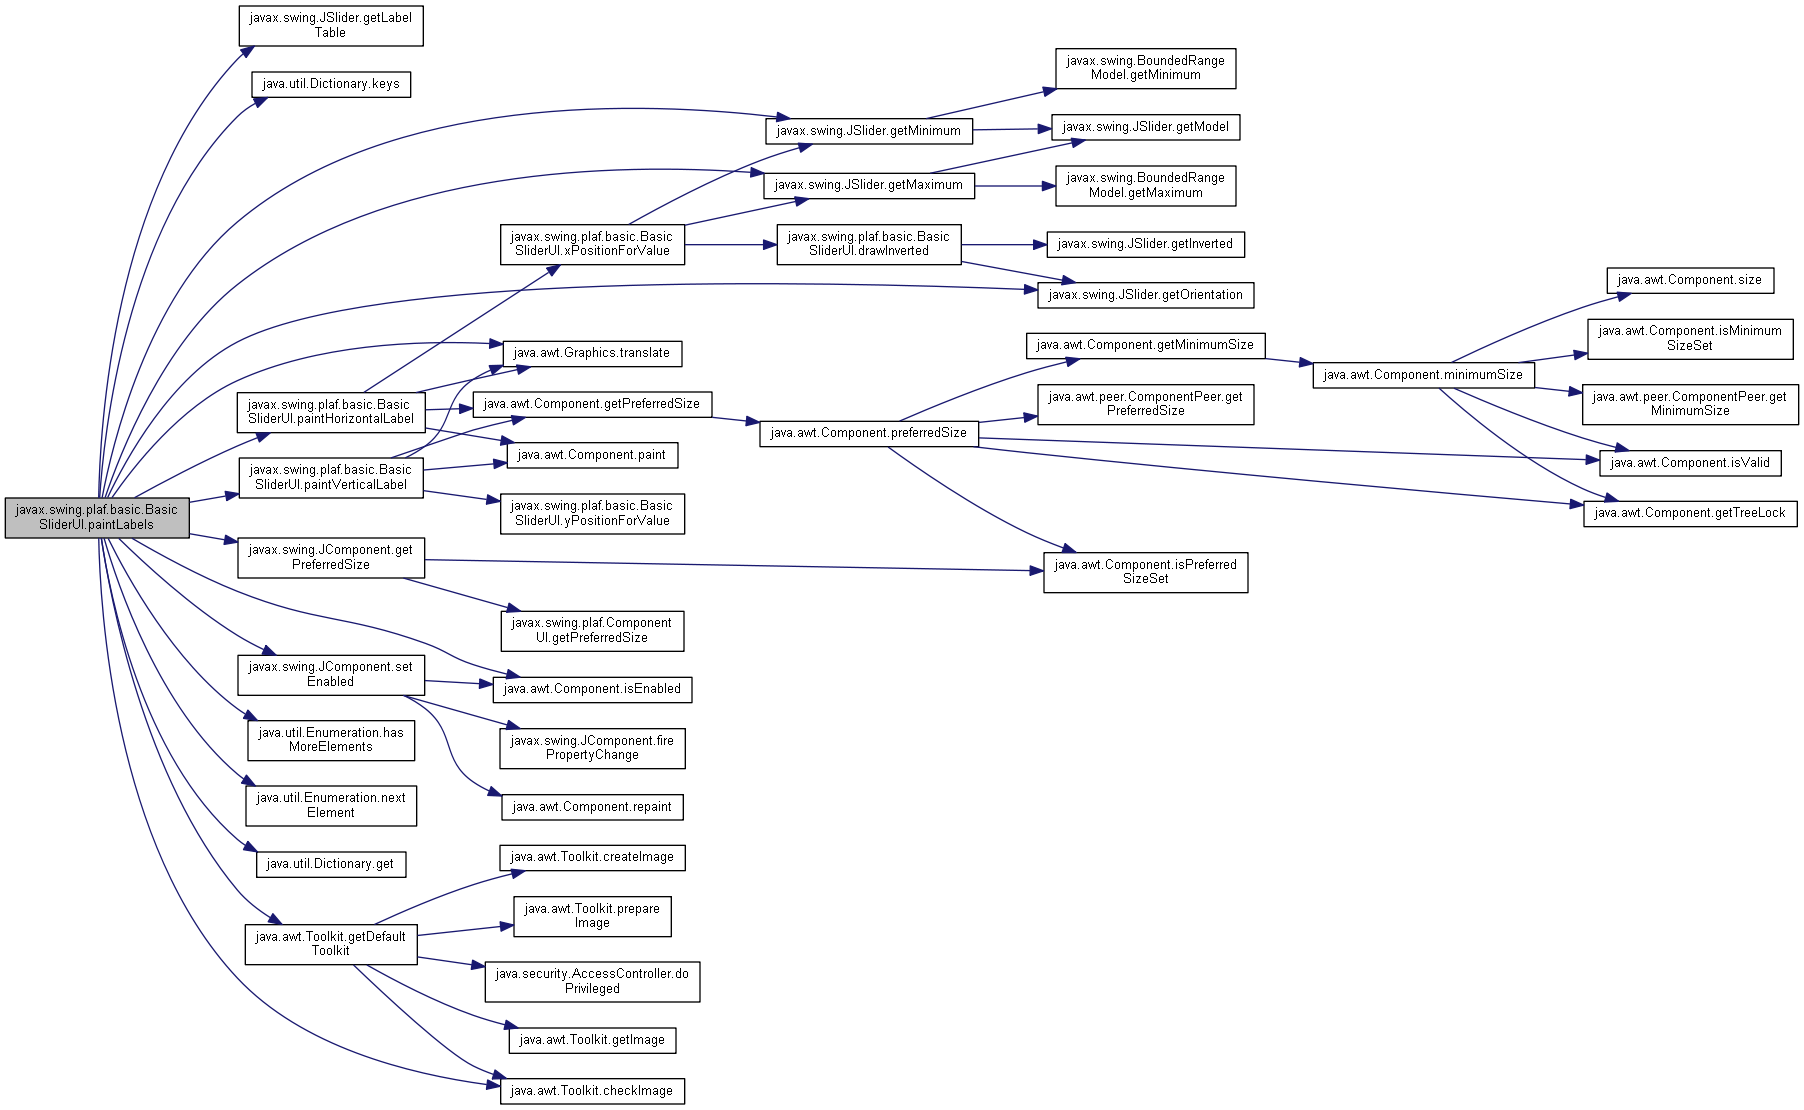 javax.swing.plaf.basic.Basic
SliderUI.paintLabels
javax.swing.JSlider.getLabel
Table
java.util.Dictionary.keys
javax.swing.plaf.basic.Basic
SliderUI.paintHorizontalLabel
javax.swing.plaf.basic.Basic
SliderUI.paintVerticalLabel
javax.swing.JComponent.get
PreferredSize
javax.swing.JComponent.set
Enabled
java.util.Enumeration.has
MoreElements
java.util.Enumeration.next
Element
java.util.Dictionary.get
java.awt.Toolkit.getDefault
Toolkit
javax.swing.plaf.basic.Basic
SliderUI.xPositionForValue
java.awt.Graphics.translate
java.awt.Component.getPreferredSize
java.awt.Component.paint
javax.swing.plaf.basic.Basic
SliderUI.yPositionForValue
javax.swing.plaf.Component
UI.getPreferredSize
java.awt.Component.isEnabled
javax.swing.JComponent.fire
PropertyChange
java.awt.Component.repaint
java.awt.Toolkit.createImage
java.awt.Toolkit.prepare
Image
java.security.AccessController.do
Privileged
java.awt.Toolkit.getImage
java.awt.Toolkit.checkImage
javax.swing.JSlider.getMinimum
javax.swing.JSlider.getMaximum
javax.swing.plaf.basic.Basic
SliderUI.drawInverted
java.awt.Component.preferredSize
javax.swing.BoundedRange
Model.getMinimum
javax.swing.JSlider.getModel
javax.swing.BoundedRange
Model.getMaximum
javax.swing.JSlider.getInverted
javax.swing.JSlider.getOrientation
java.awt.Component.getMinimumSize
java.awt.peer.ComponentPeer.get
PreferredSize
java.awt.Component.isPreferred
SizeSet
java.awt.Component.minimumSize
java.awt.Component.size
java.awt.Component.isMinimum
SizeSet
java.awt.peer.ComponentPeer.get
MinimumSize
java.awt.Component.isValid
java.awt.Component.getTreeLock